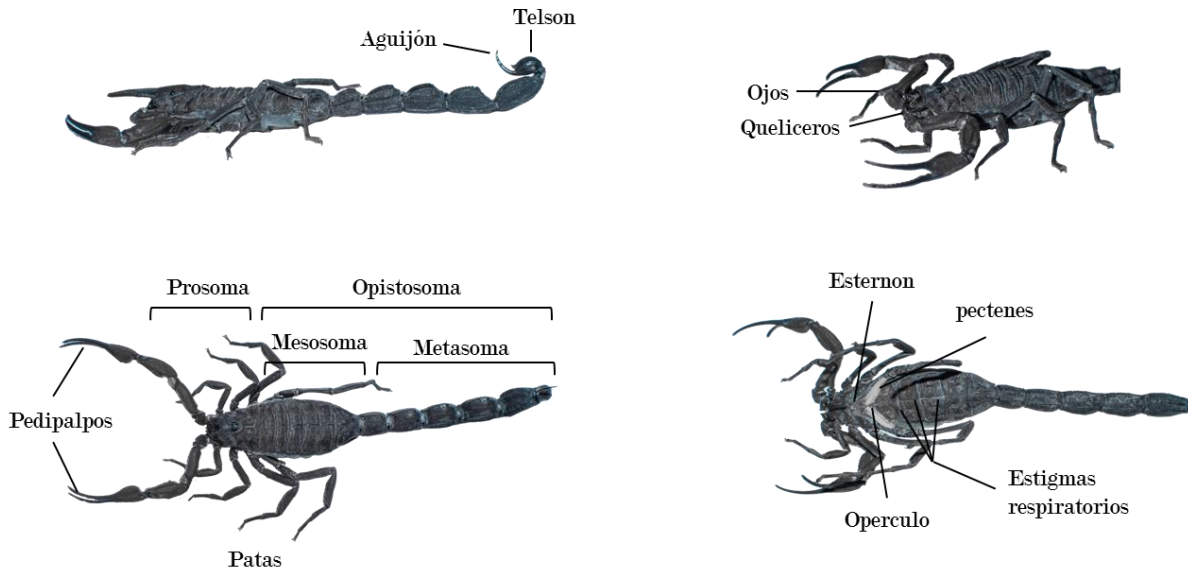 Telson
Aguijón
Ojos
Queliceros
Prosoma
Opistosoma
Mesosoma
Metasoma
Pedipalpos
Patas
Esternon
pectenes
Estigmas
respiratorios
Operculo